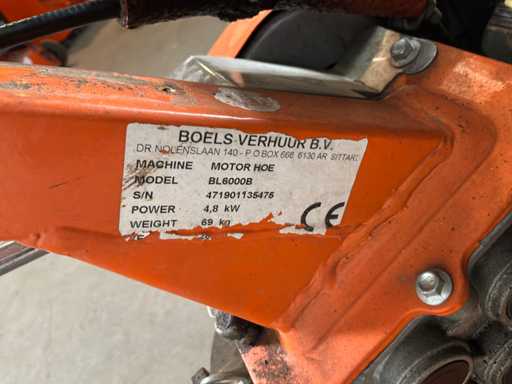 BOELS VERHUUR B.V.
DR. NOLENSLAAN 140 - P O BOX 666 6130 AR SITTARD
MACHINE MOTOR HOE
MODEL BL6000B
S/N 471901135475
POWER 4,8 kW
WEIGHT 69 kg
CE